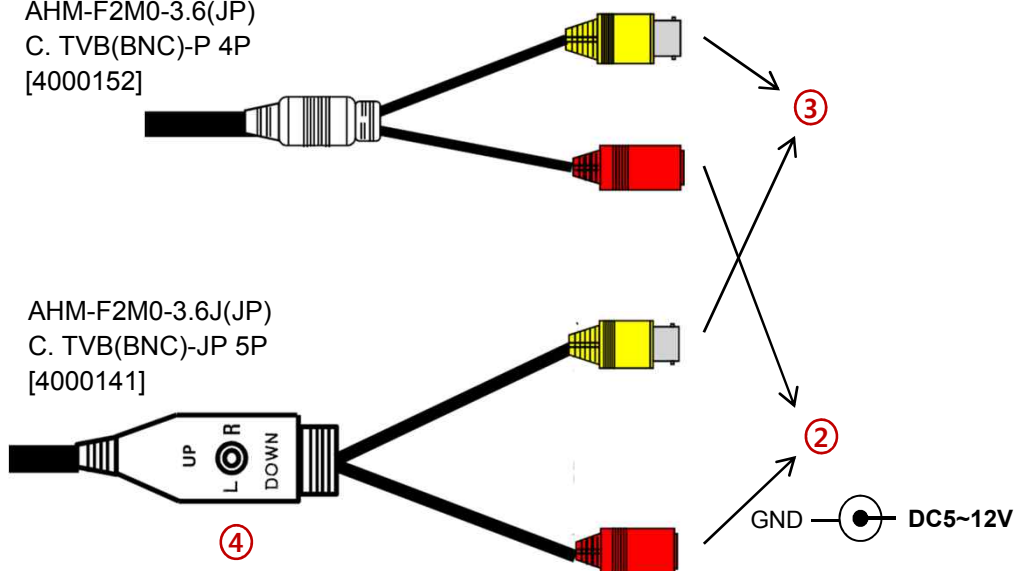 AHM-F2M0-3.6(JP)
C. TVB(BNC)-P 4P
[4000152]
③
AHM-F2M0-3.6J(JP)
C. TVB(BNC)-JP 5P
[4000141]
UP
R
L
DOWN
④
②
GND
DC5~12V